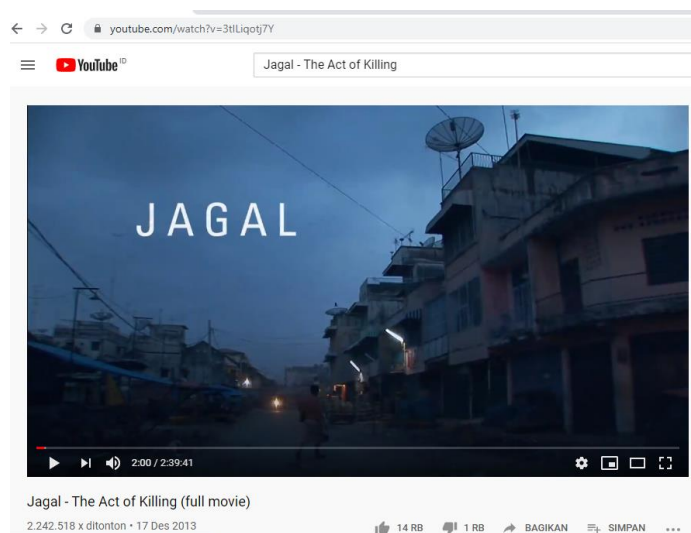 youtube.com/watch?v=3tlLiqotj7Y
YouTube ID
Jagal - The Act of Killing
JAGAL
2:00 / 2:39:41
Jagal - The Act of Killing (full movie)
2.242.518 x ditonton • 17 Des 2013
14 RB 1 RB BAGIKAN SIMPAN